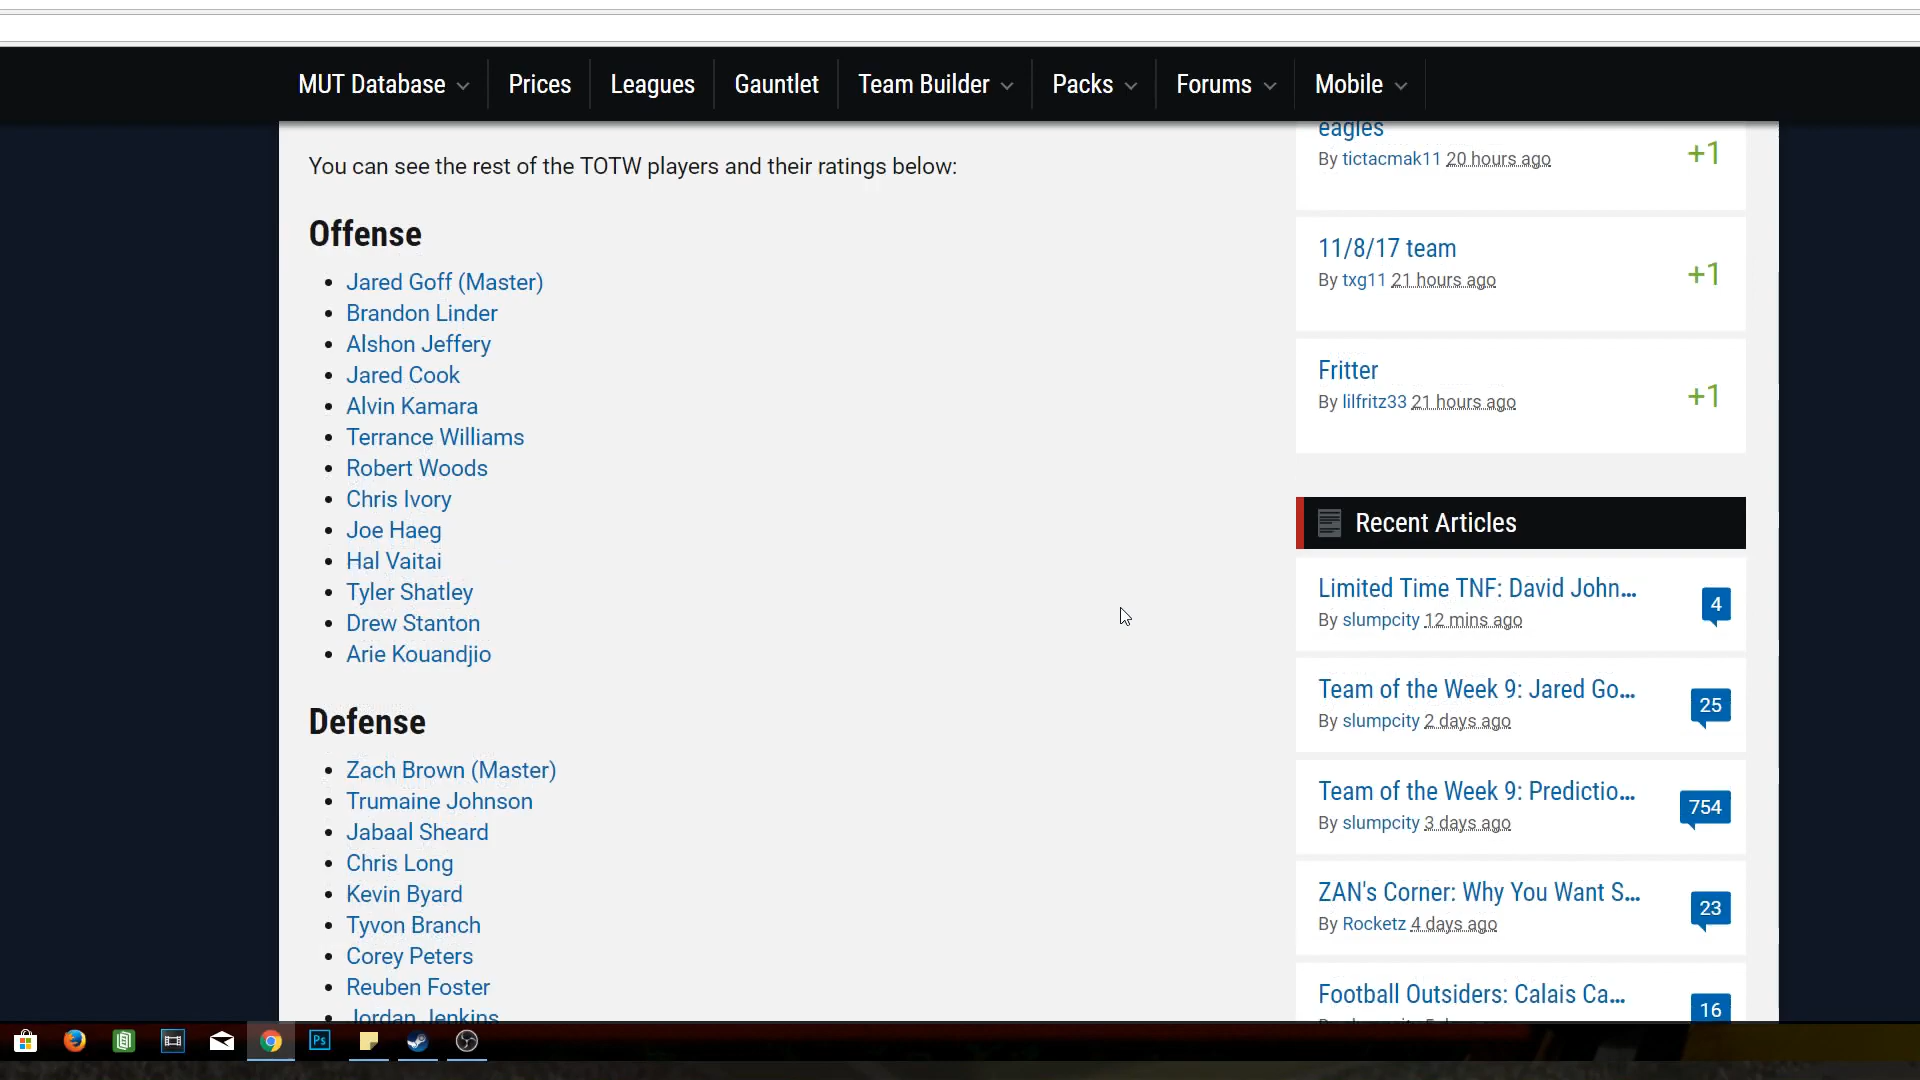 MUT Database
Prices
Leagues
Gauntlet
Team Builder
Packs
Forums
Mobile
You can see the rest of the TOTW players and their ratings below:
Offense
Jared Goff (Master)
Brandon Linder
Alshon Jeffery
Jared Cook
Alvin Kamara
Terrance Williams
Robert Woods
Chris Ivory
Joe Haeg
Hal Vaitai
Tyler Shatley
Drew Stanton
Arie Kouandjio
Defense
Zach Brown (Master)
Trumaine Johnson
Jabaal Sheard
Chris Long
Kevin Byard
Tyvon Branch
Corey Peters
Reuben Foster
Jordan Jenkins
eagles
By tictacmak11 20 hours ago
+1
11/8/17 team
By txg11 21 hours ago
+1
Fritter
By lilfritz33 21 hours ago
+1
Recent Articles
Limited Time TNF: David John...
By slumpcity 12 mins ago
4
Team of the Week 9: Jared Go...
By slumpcity 2 days ago
25
Team of the Week 9: Predictio...
By slumpcity 3 days ago
754
ZAN's Corner: Why You Want S...
By Rocketz 4 days ago
23
Football Outsiders: Calais Ca...
16
Ps